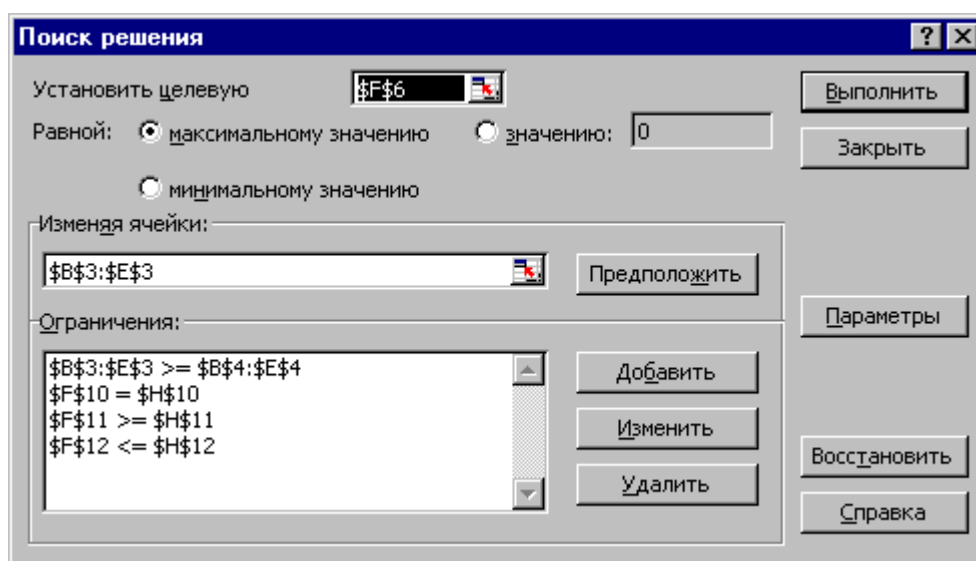 Поиск решения
Установить целевую $F$6
Равной: максимальному значению значению: 0
минимальному значению
Изменяя ячейки:
$B$3:$E$3
Предположить
Ограничения:
$B$3:$E$3 >= $B$4:$E$4
$F$10 = $H$10
$F$11 >= $H$11
$F$12 <= $H$12
Добавить
Изменить
Удалить
Выполнить
Закрыть
Параметры
Восстановить
Справка